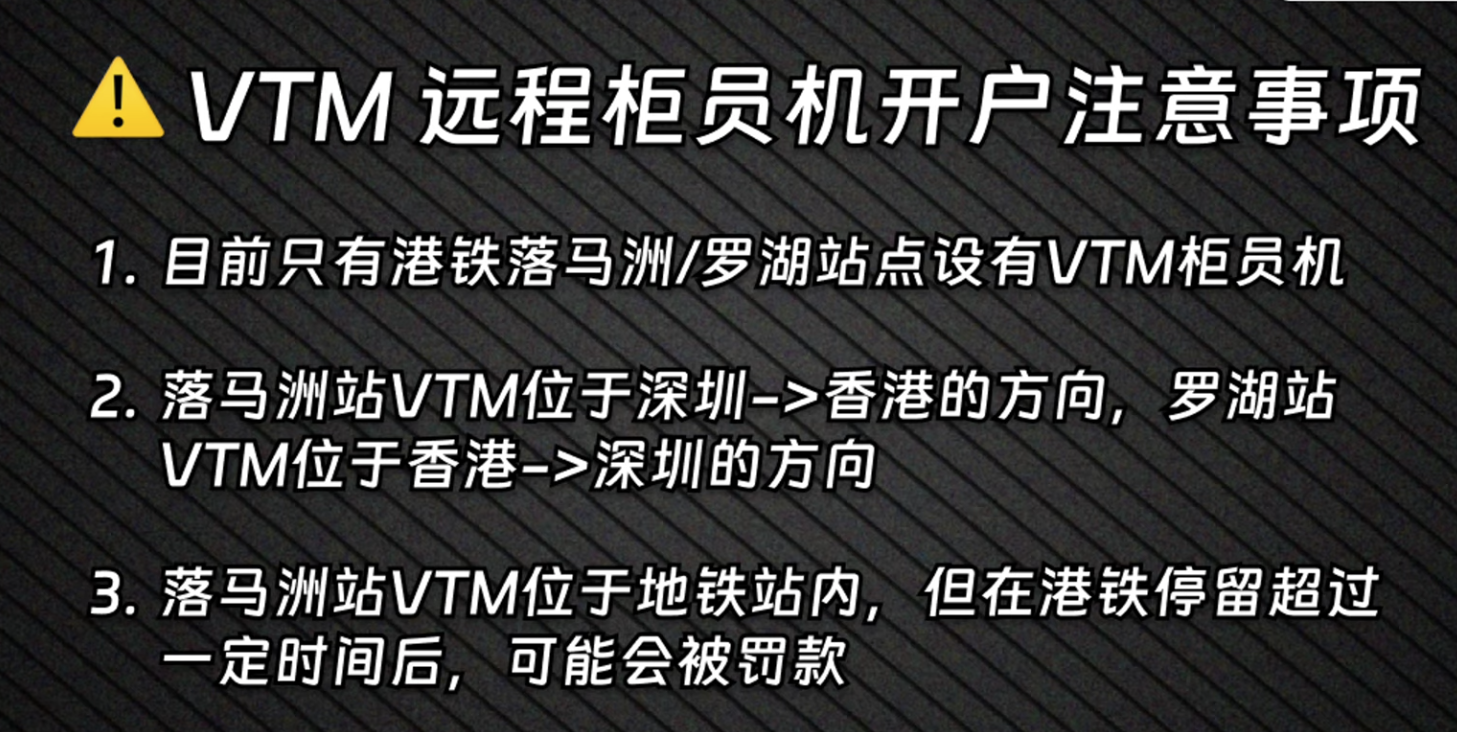 ⚠️ VTM 远程柜员机开户注意事项
1. 目前只有港铁落马洲/罗湖站点设有VTM柜员机
2. 落马洲站VTM位于深圳->香港的方向，罗湖站
VTM位于香港->深圳的方向
3. 落马洲站VTM位于地铁站内，但在港铁停留超过
一定时间后，可能会被罚款